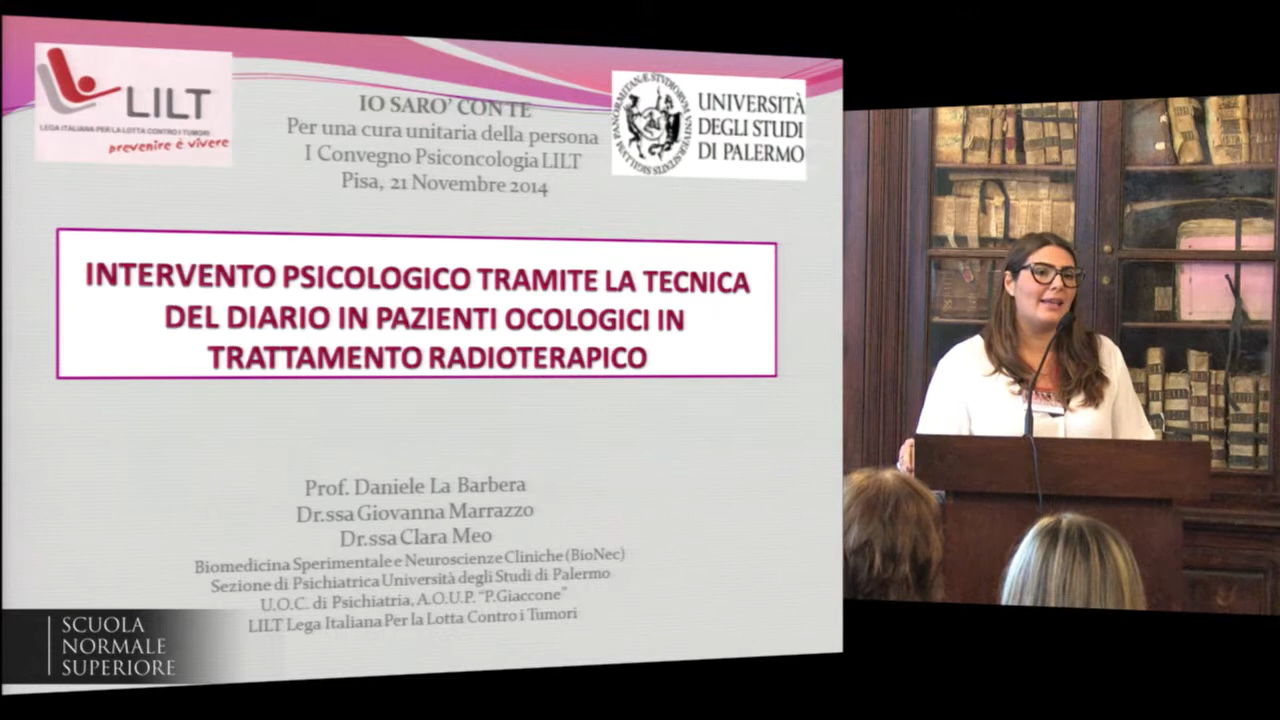 LILT
LEGA ITALIANA PER LA LOTTA CONTRO I TUMORI
prevenire è vivere
IO SARO' CON TE
Per una cura unitaria della persona
I Convegno Psiconcologia LILT
Pisa, 21 Novembre 2014
UNIVERSITÀ
DEGLI STUDI
DI PALERMO
INTERVENTO PSICOLOGICO TRAMITE LA TECNICA
DEL DIARIO IN PAZIENTI OCOLOGICI IN
TRATTAMENTO RADIOTERAPICO
Prof. Daniele La Barbera
Dr.ssa Giovanna Marrazzo
Dr.ssa Clara Meo
Biomedicina Sperimentale e Neuroscienze Cliniche (BioNec)
Sezione di Psichiatrica Università degli Studi di Palermo
U.O.C. di Psichiatria, A.O.U.P. "P.Giaccone"
LILT Lega Italiana Per la Lotta Contro i Tumori
SCUOLA
NORMALE
SUPERIORE